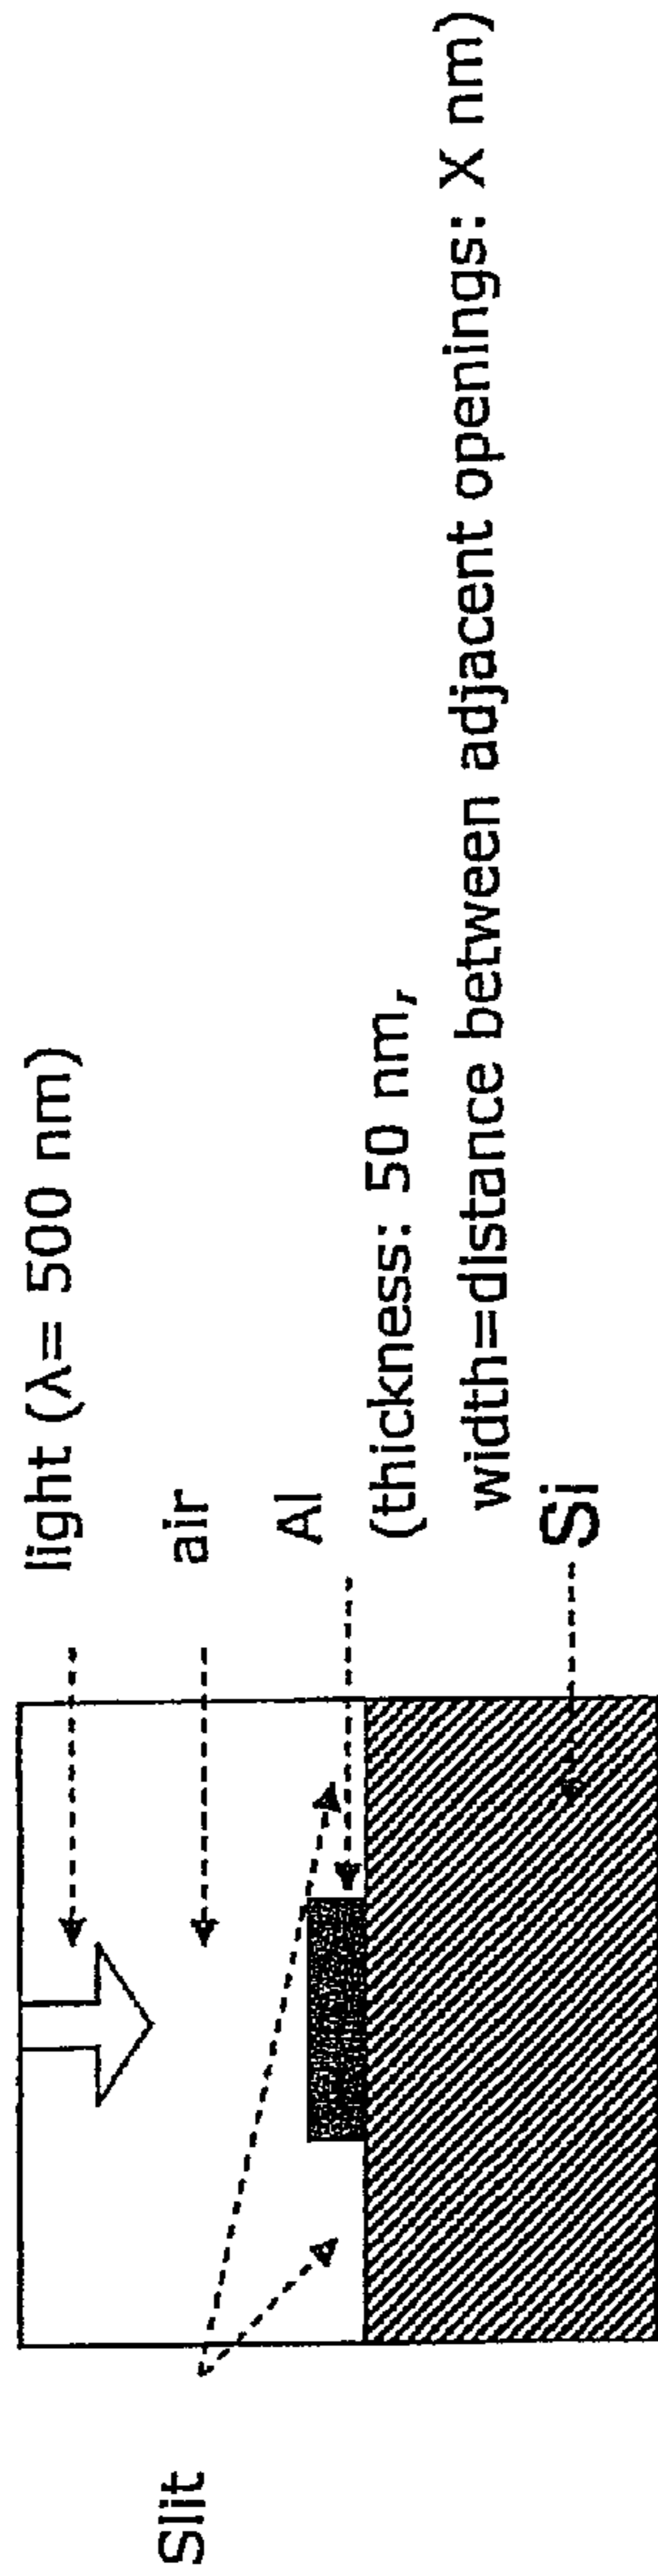 Slit
light (λ= 500 nm)
air
Al
(thickness: 50 nm,
width=distance between adjacent openings: X nm)
Si